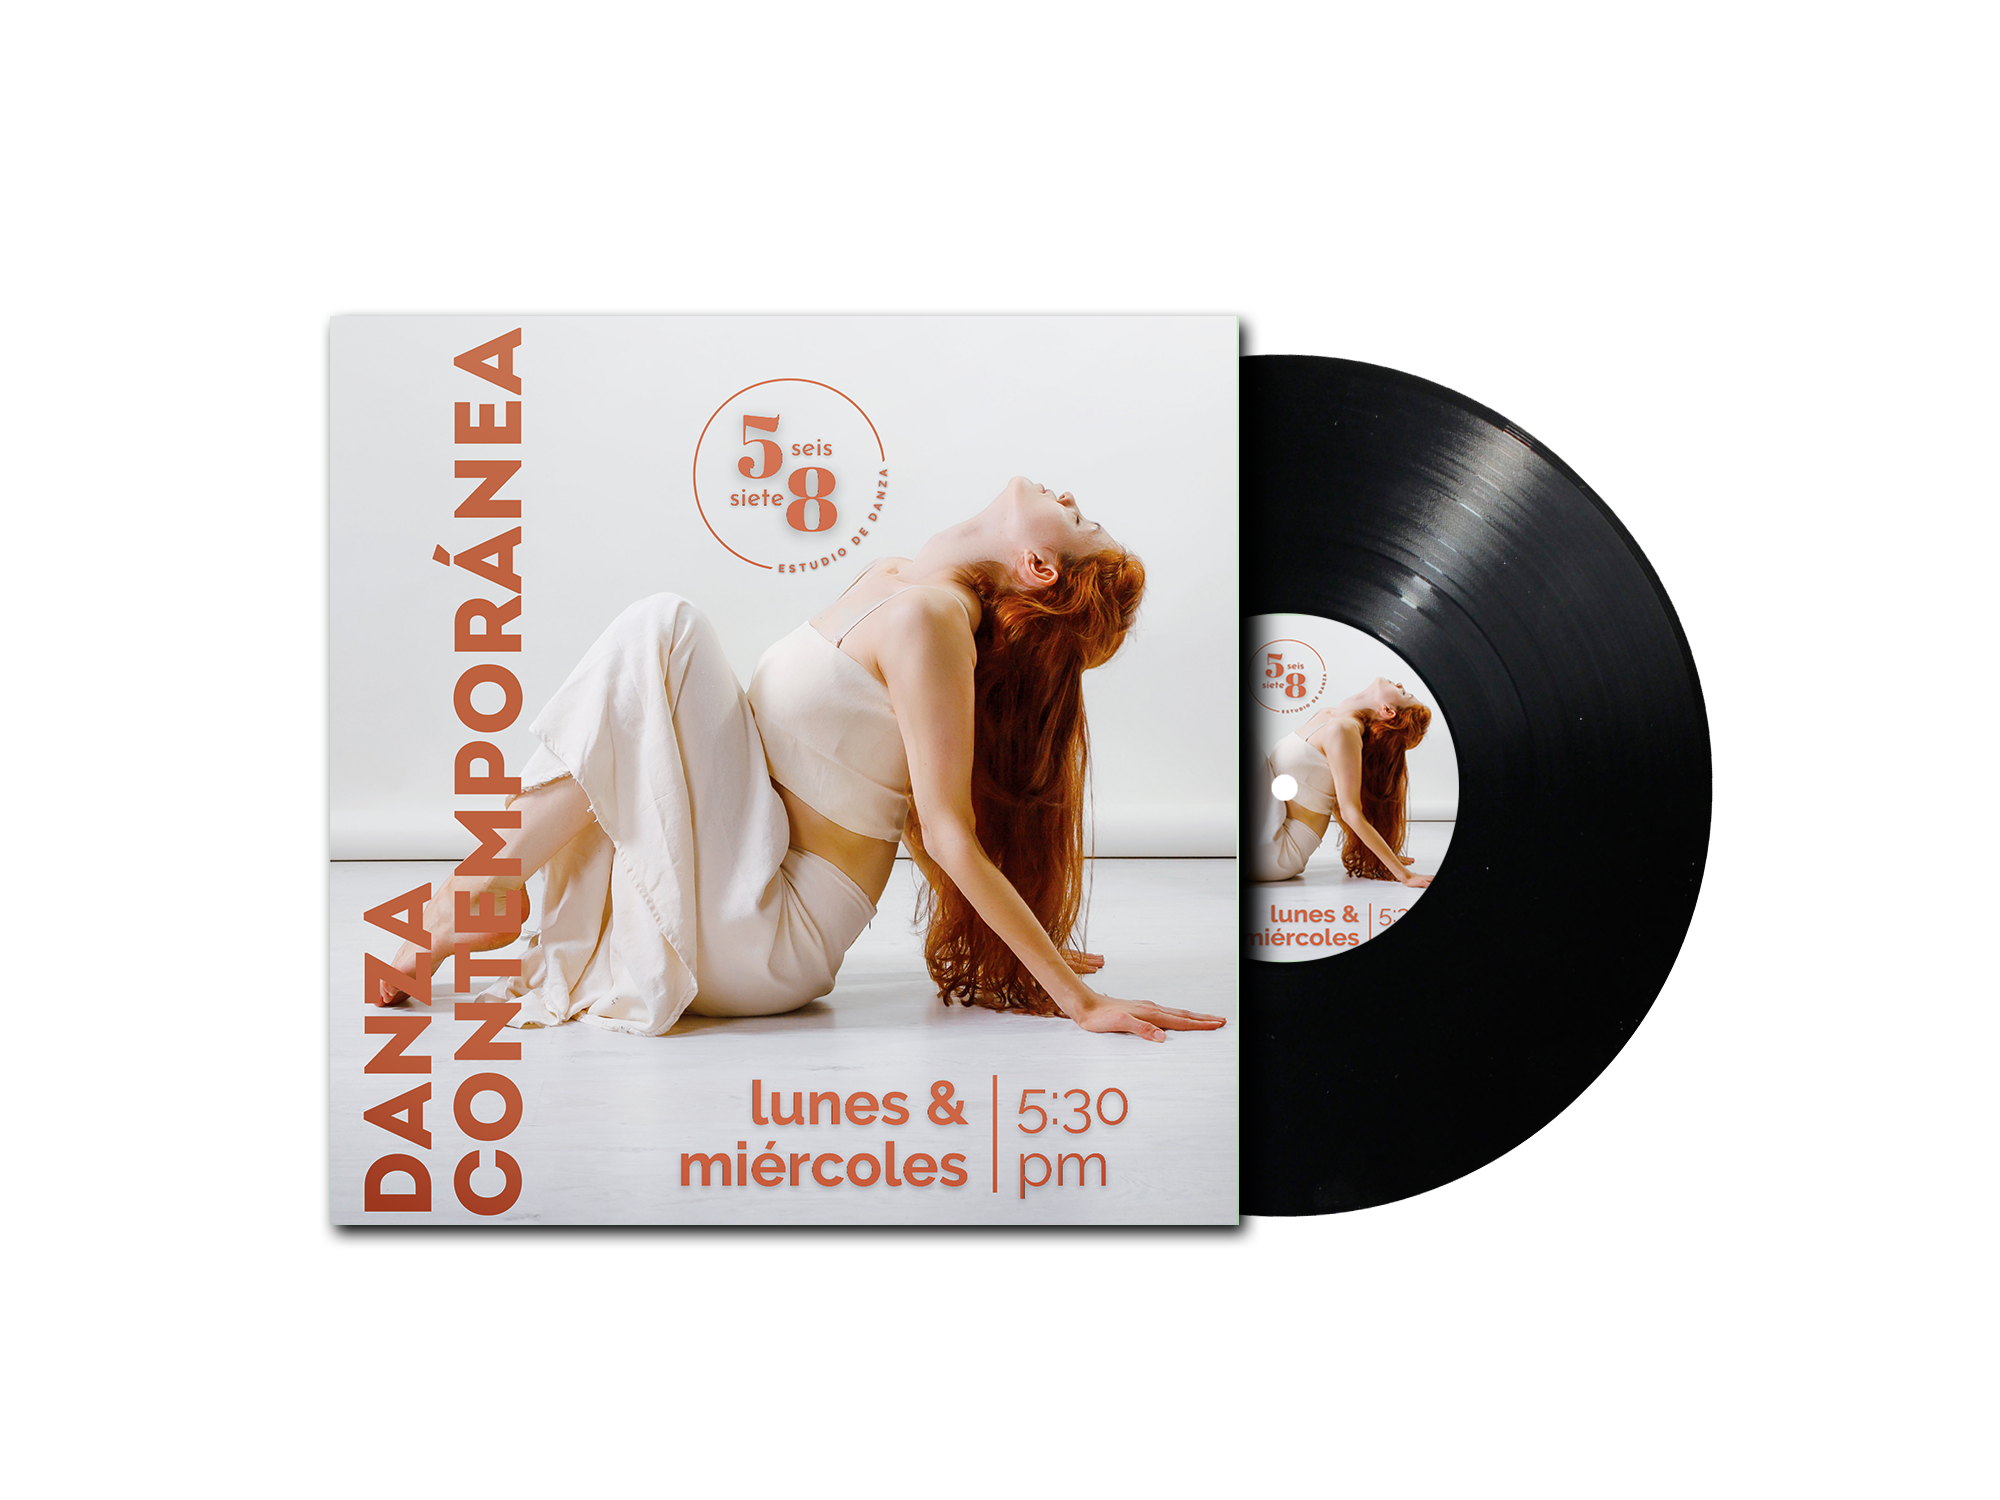 DANZA
CONTEMPORÁNEA
5 seis
siete 8
ESTUDIO DE DANZA
lunes & | 5:30
miércoles | pm
5 seis
siete 8
ESTUDIO DE DANZA
lunes & |
miércoles |